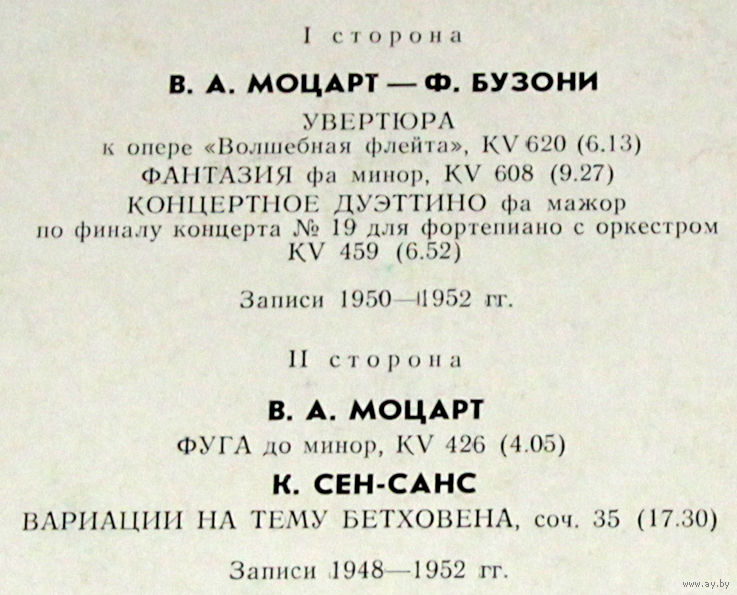 I сторона
В. А. МОЦАРТ — Ф. БУЗОНИ
УВЕРТЮРА
к опере «Волшебная флейта», KV 620 (6.13)
ФАНТАЗИЯ фа минор, KV 608 (9.27)
КОНЦЕРТНОЕ ДУЭТТИНО фа мажор
по финалу концерта № 19 для фортепиано с оркестром
KV 459 (6.52)
Записи 1950—1952 гг.
II сторона
В. А. МОЦАРТ
ФУГА до минор, KV 426 (4.05)
К. СЕН-САНС
ВАРИАЦИИ НА ТЕМУ БЕТХОВЕНА, соч. 35 (17.30)
Записи 1948—1952 гг.
www.ay.by